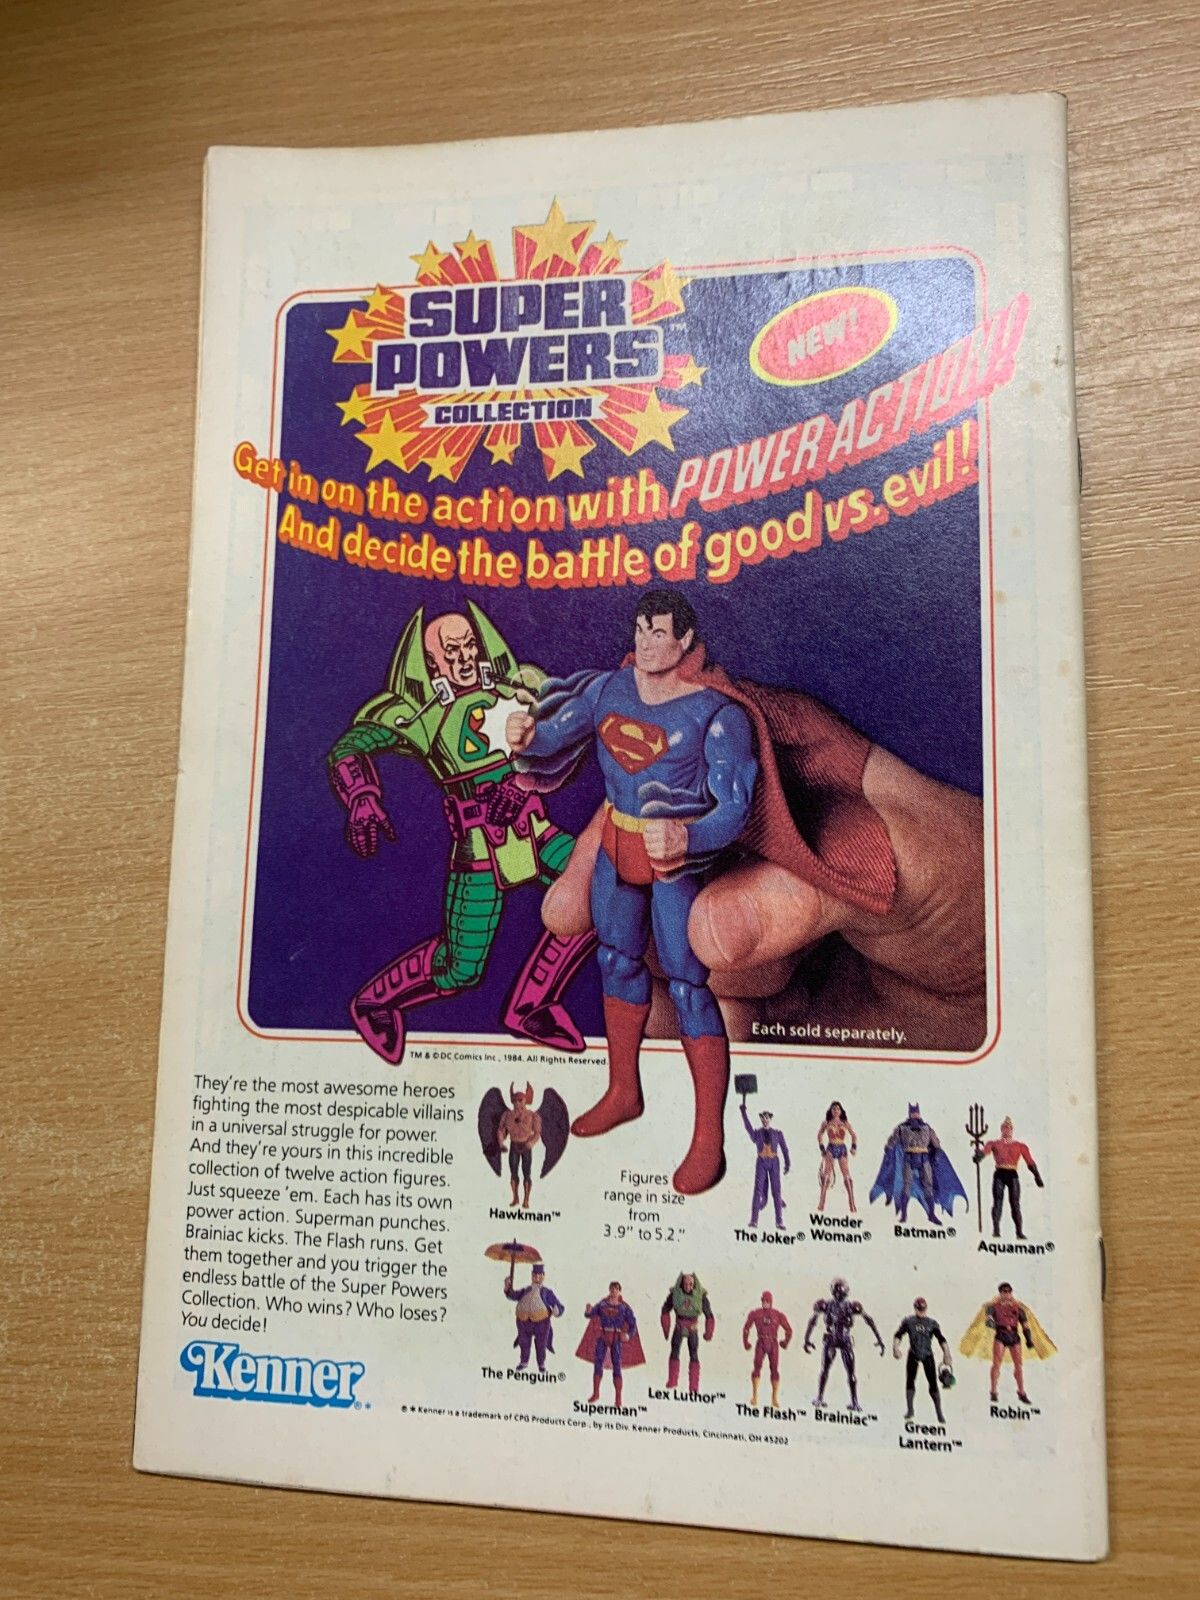 SUPER
POWERS™
COLLECTION
NEW!
Get in on the action with POWER ACTION!
And decide the battle of good vs. evil!
Each sold separately.
TM & © DC Comics Inc., 1984. All Rights Reserved.
They're the most awesome heroes
fighting the most despicable villains
in a universal struggle for power.
And they're yours in this incredible
collection of twelve action figures.
Just squeeze 'em. Each has its own
power action. Superman punches.
Brainiac kicks. The Flash runs. Get
them together and you trigger the
endless battle of the Super Powers
Collection. Who wins? Who loses?
You decide!
Kenner®*
Hawkman™
Figures
range in size
from
3.9" to 5.2."
The Joker®
Wonder
Woman®
Batman®
Aquaman®
The Penguin®
Superman™
Lex Luthor™
The Flash™
Brainiac™
Green
Lantern™
Robin™
® * Kenner is a trademark of CPG Products Corp., by its Div. Kenner Products, Cincinnati, OH 45202